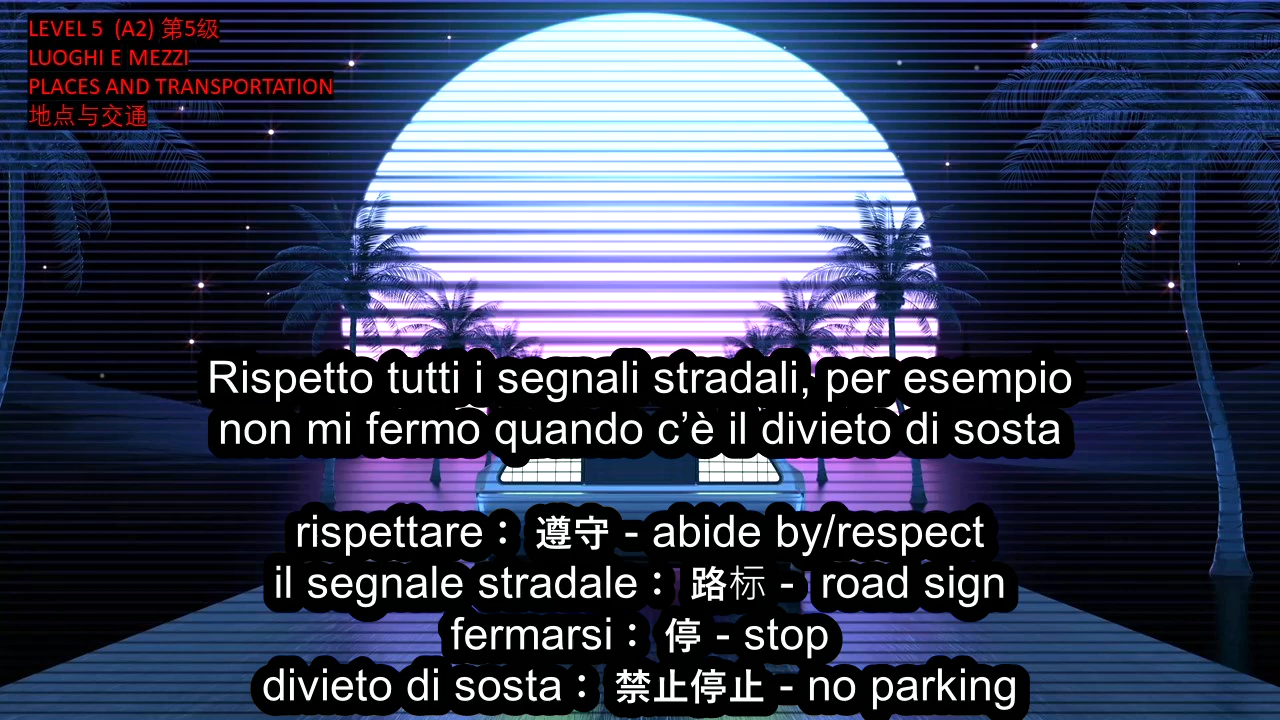 LEVEL 5 (A2) 第5级
LUOGHI E MEZZI
PLACES AND TRANSPORTATION
地点与交通
Rispetto tutti i segnali stradali, per esempio
non mi fermo quando c’è il divieto di sosta
rispettare： 遵守 - abide by/respect
il segnale stradale： 路标 - road sign
fermarsi： 停 - stop
divieto di sosta： 禁止停止 - no parking